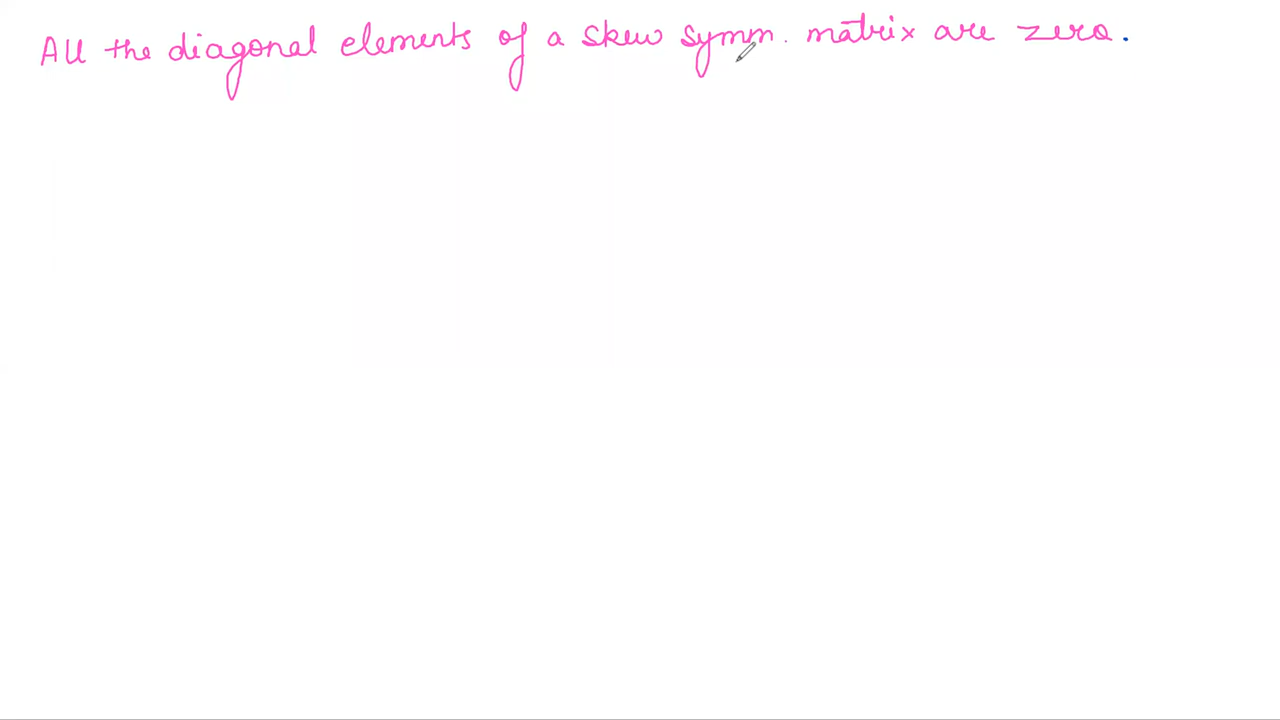 All the diagonal elements of a skew symm. matrix are zero.